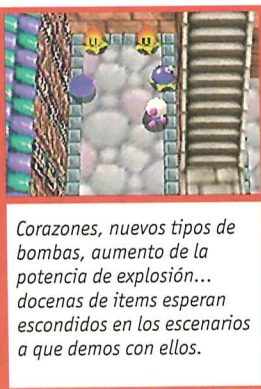 Corazones, nuevos tipos de
bombas, aumento de la
potencia de explosión...
docenas de items esperan
escondidos en los escenarios
a que demos con ellos.